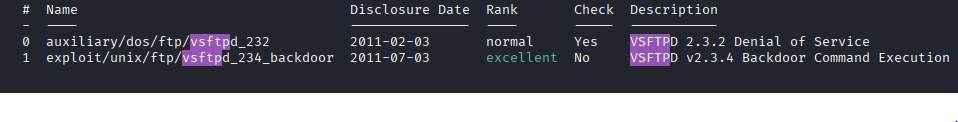 #  Name                                  Disclosure Date  Rank       Check  Description
-  ----                                  ---------------  ----       -----  -----------
0  auxiliary/dos/ftp/vsftpd_232          2011-02-03       normal     Yes    VSFTPD 2.3.2 Denial of Service
1  exploit/unix/ftp/vsftpd_234_backdoor  2011-07-03       excellent  No     VSFTPD v2.3.4 Backdoor Command Execution
.